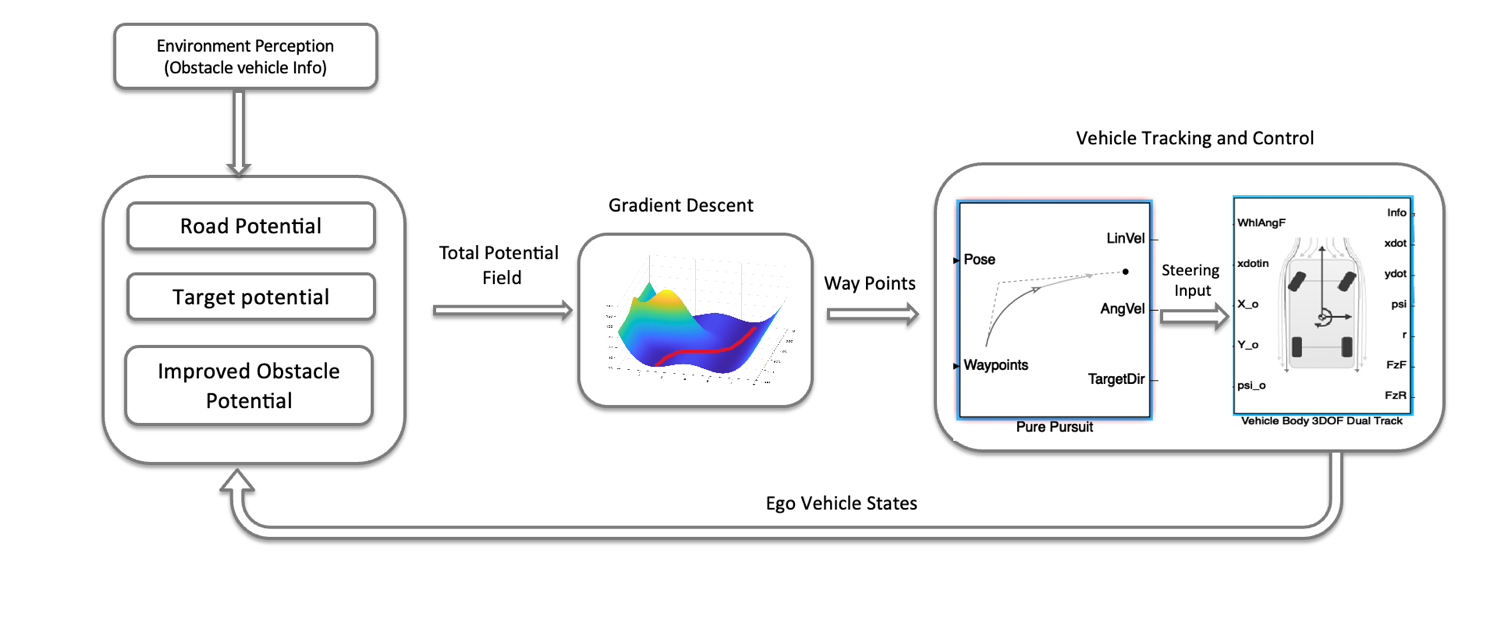 Environment Perception
(Obstacle vehicle Info)
Road Potential
Target potential
Improved Obstacle
Potential
Total Potential
Field
Gradient Descent
Way Points
Vehicle Tracking and Control
Pose
Waypoints
LinVel
AngVel
TargetDir
Pure Pursuit
Steering
Input
WhlAngF
xdotin
X_o
Y_o
psi_o
Info
xdot
ydot
psi
r
FzF
FzR
Vehicle Body 3DOF Dual Track
Ego Vehicle States